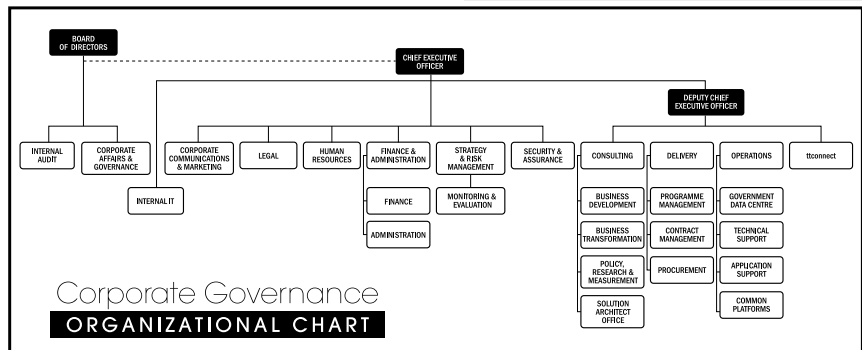 BOARD
OF DIRECTORS
CHIEF EXECUTIVE
OFFICER
DEPUTY CHIEF
EXECUTIVE OFFICER
INTERNAL
AUDIT
CORPORATE
AFFAIRS &
GOVERNANCE
CORPORATE
COMMUNICATIONS
& MARKETING
LEGAL
HUMAN
RESOURCES
FINANCE &
ADMINISTRATION
STRATEGY
& RISK
MANAGEMENT
SECURITY &
ASSURANCE
CONSULTING
DELIVERY
OPERATIONS
ttconnect
INTERNAL IT
FINANCE
MONITORING &
EVALUATION
BUSINESS
DEVELOPMENT
PROGRAMME
MANAGEMENT
GOVERNMENT
DATA CENTRE
ADMINISTRATION
BUSINESS
TRANSFORMATION
CONTRACT
MANAGEMENT
TECHNICAL
SUPPORT
POLICY,
RESEARCH &
MEASUREMENT
PROCUREMENT
APPLICATION
SUPPORT
SOLUTION
ARCHITECT
OFFICE
COMMON
PLATFORMS
Corporate Governance
ORGANIZATIONAL CHART